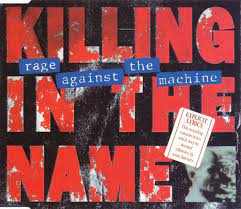 KILLING
rage against the machine
IN THE
NAME
EXPLICIT
LYRICS